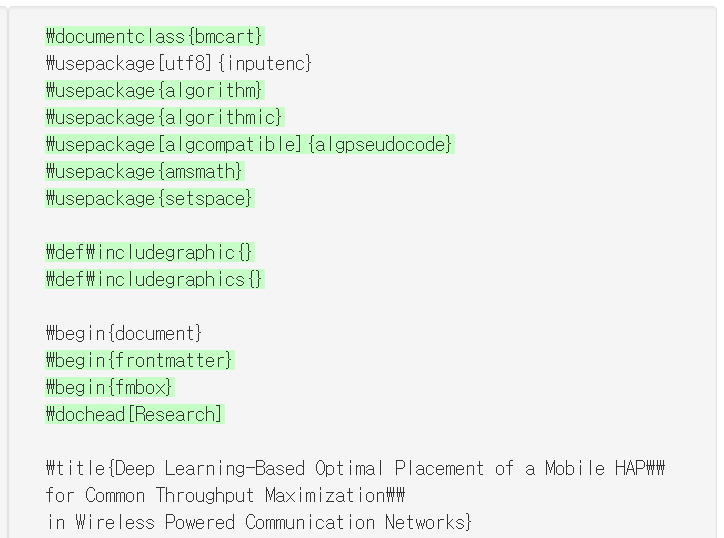 ₩documentclass{bmcart}
₩usepackage[utf8]{inputenc}
₩usepackage{algorithm}
₩usepackage{algorithmic}
₩usepackage[algcompatible]{algpseudocode}
₩usepackage{amsmath}
₩usepackage{setspace}
₩def₩includegraphic{}
₩def₩includegraphics{}
₩begin{document}
₩begin{frontmatter}
₩begin{fmbox}
₩dochead[Research]
₩title{Deep Learning-Based Optimal Placement of a Mobile HAP₩₩
for Common Throughput Maximization₩₩
in Wireless Powered Communication Networks}